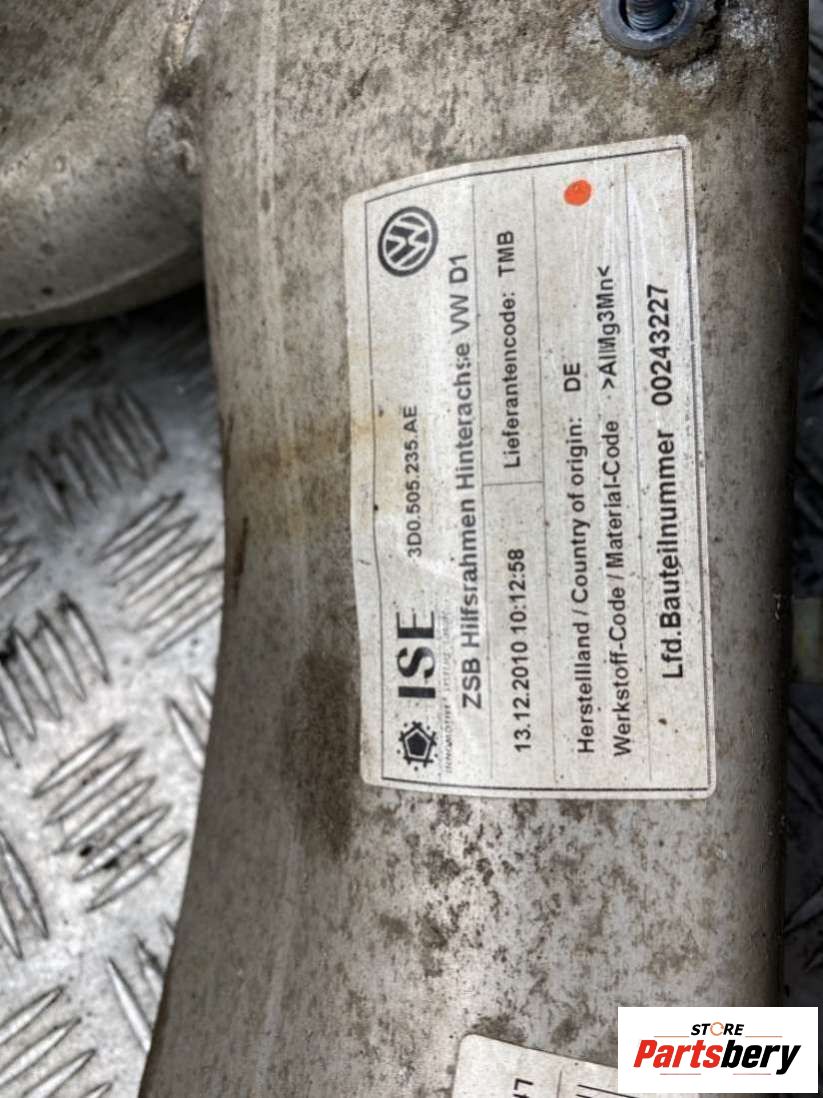 ISE 3D0.505.235.AE
ZSB Hilfsrahmen Hinterachse VW D1
13.12.2010 10:12:58 Lieferantencode: TMB
Herstellland / Country of origin: DE
Werkstoff-Code / Material-Code >AlMg3Mn<
Lfd.Bauteilnummer 00243227
STORE
Partsbery